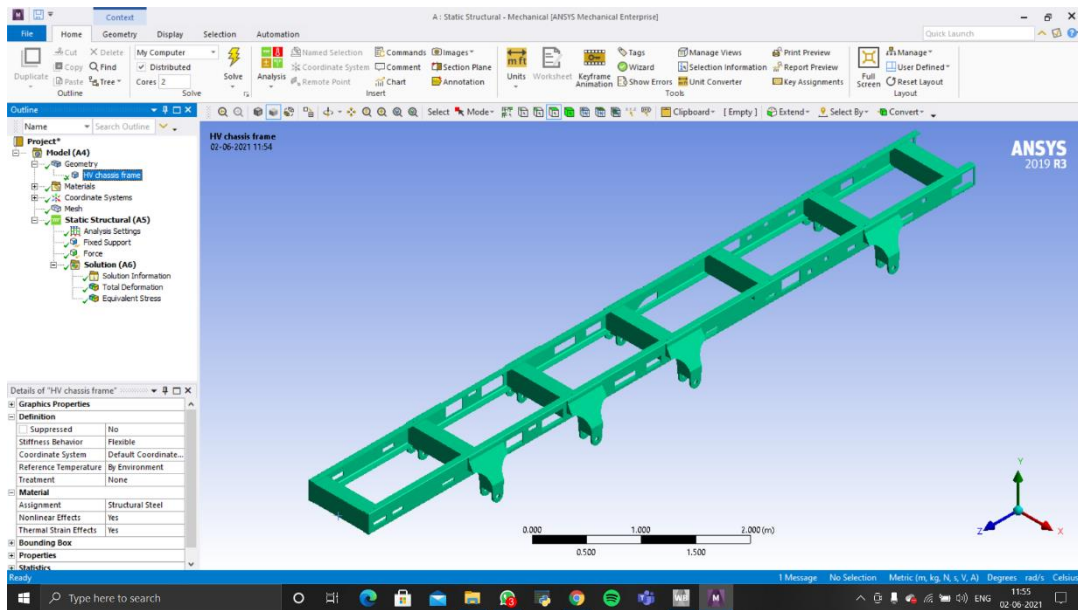 Context
A : Static Structural - Mechanical [ANSYS Mechanical Enterprise]
File Home Geometry Display Selection Automation
Quick Launch
Duplicate
Cut Delete
Copy Find
Paste Tree
Outline
My Computer
Distributed
Cores 2
Solve
Solve
Analysis
Named Selection Commands Images
Coordinate System Comment Section Plane
Remote Point Chart Annotation
Insert
Units Worksheet Keyframe Animation
Tags Manage Views Print Preview
Wizard Selection Information Report Preview
Show Errors Unit Converter Key Assignments
Tools
Full Screen
Manage
User Defined
Reset Layout
Layout
Outline
Select Mode Clipboard [ Empty ] Extend Select By Convert
Name Search Outline
Project*
Model (A4)
Geometry
HV chassis frame
Materials
Coordinate Systems
Mesh
Static Structural (A5)
Analysis Settings
Fixed Support
Force
Solution (A6)
Solution Information
Total Deformation
Equivalent Stress
HV chassis frame
02-06-2021 11:54
ANSYS
2019 R3
Details of "HV chassis frame"
Graphics Properties
Definition
Suppressed No
Stiffness Behavior Flexible
Coordinate System Default Coordinate...
Reference Temperature By Environment
Treatment None
Material
Assignment Structural Steel
Nonlinear Effects Yes
Thermal Strain Effects Yes
Bounding Box
Properties
Statistics
0.000 1.000 2.000 (m)
0.500 1.500
Y
Z X
Ready 1 Message No Selection Metric (m, kg, N, s, V, A) Degrees rad/s Celsius
Type here to search
ENG
11:55
02-06-2021